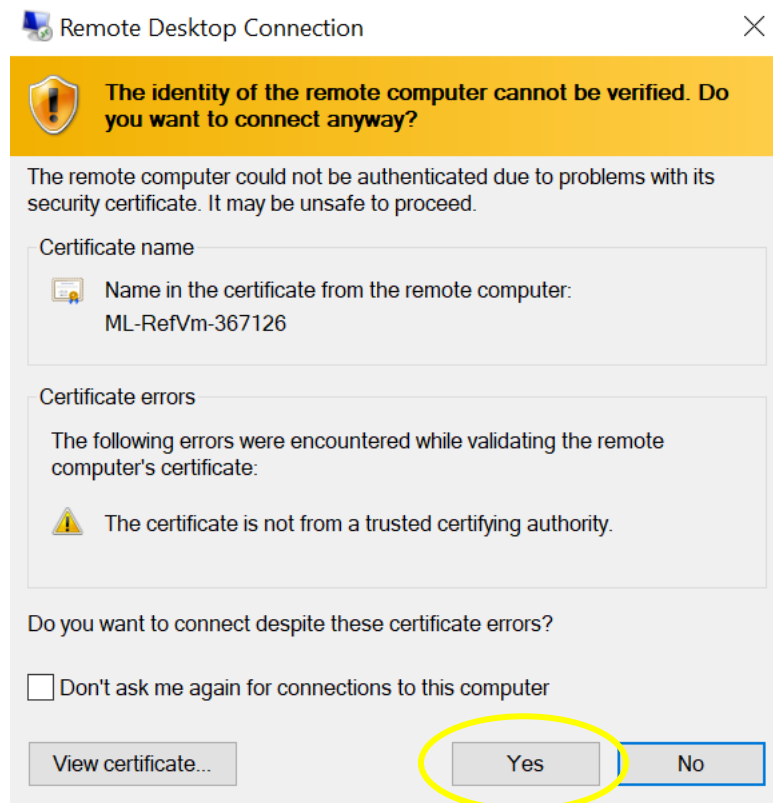 Remote Desktop Connection
The identity of the remote computer cannot be verified. Do
you want to connect anyway?
The remote computer could not be authenticated due to problems with its
security certificate. It may be unsafe to proceed.
Certificate name
Name in the certificate from the remote computer:
ML-RefVm-367126
Certificate errors
The following errors were encountered while validating the remote
computer's certificate:
The certificate is not from a trusted certifying authority.
Do you want to connect despite these certificate errors?
Don't ask me again for connections to this computer
View certificate... Yes No